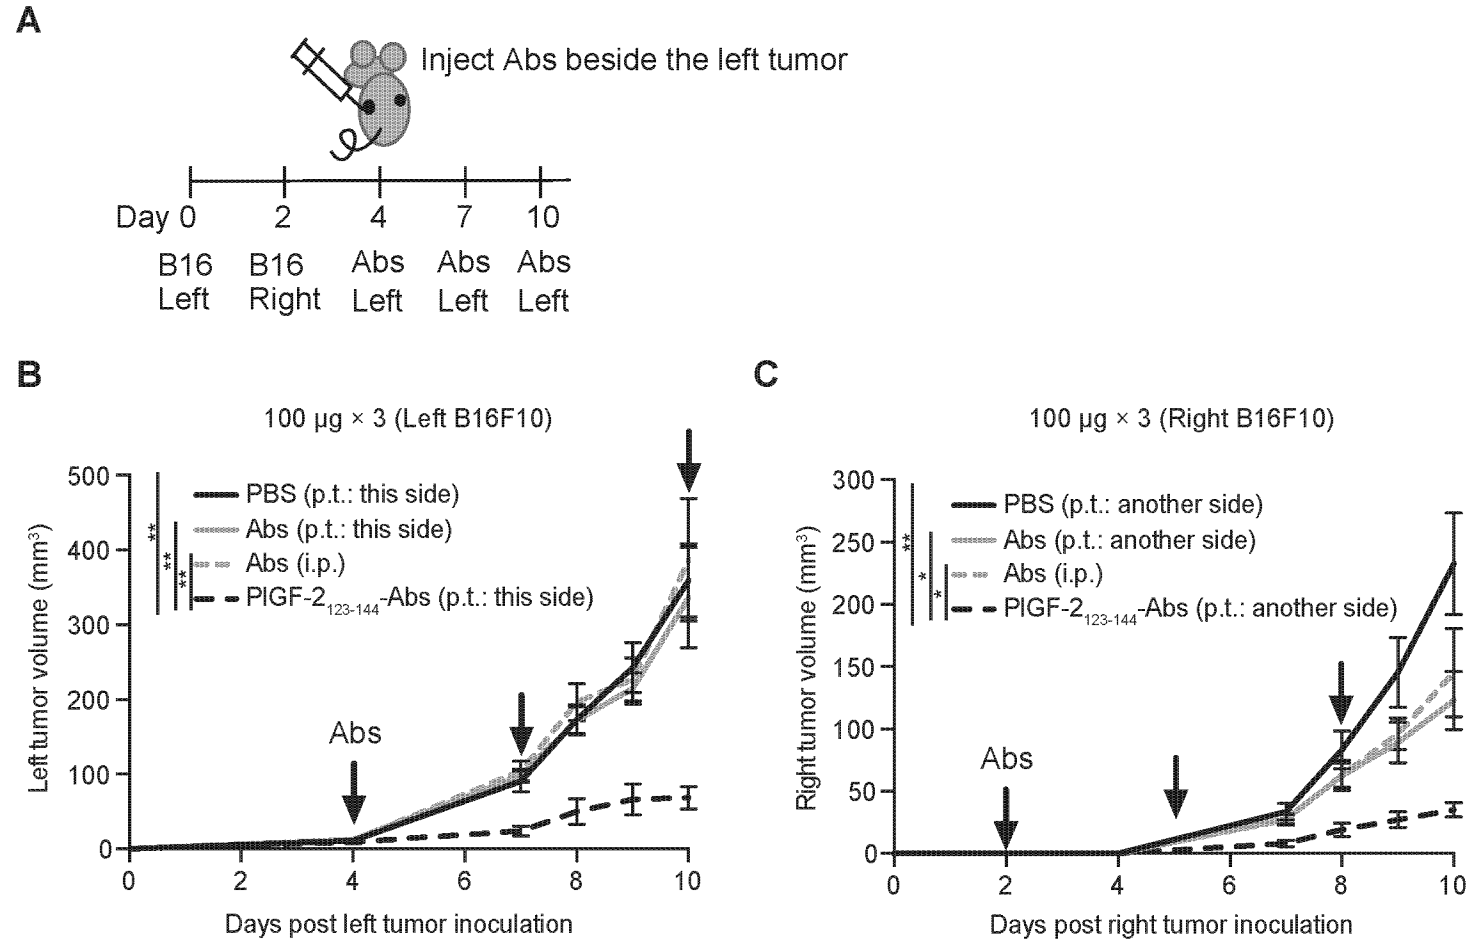 A
Inject Abs beside the left tumor
Day 0 2 4 7 10
B16 B16 Abs Abs Abs
Left Right Left Left Left
B
100 µg × 3 (Left B16F10)
500
400
300
200
100
0
Left tumor volume (mm³)
**
**
**
PBS (p.t.: this side)
Abs (p.t.: this side)
Abs (i.p.)
PlGF-2₁₂₃₋₁₄₄-Abs (p.t.: this side)
Abs
0 2 4 6 8 10
Days post left tumor inoculation
C
100 µg × 3 (Right B16F10)
300
250
200
150
100
50
0
Right tumor volume (mm³)
**
*
*
PBS (p.t.: another side)
Abs (p.t.: another side)
Abs (i.p.)
PlGF-2₁₂₃₋₁₄₄-Abs (p.t.: another side)
Abs
0 2 4 6 8 10
Days post right tumor inoculation